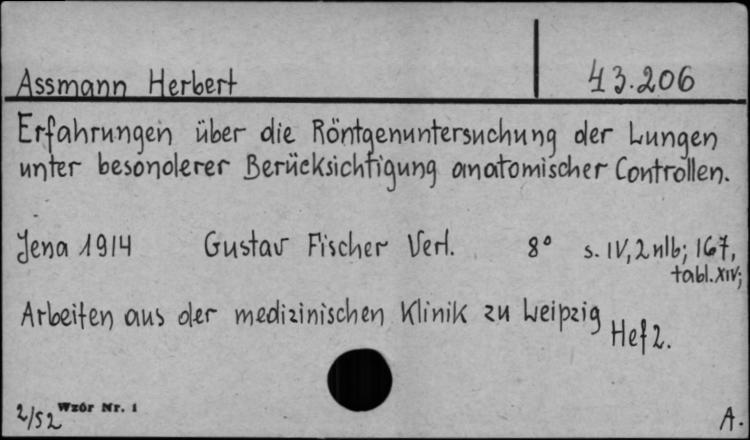 Assmann Herbert 43.206
Erfahrungen über die Röntgenuntersuchung der Lungen
unter besonderer Berücksichtigung anatomischer Controllen.
Jena 1914 Gustav Fischer Verl. 8° s. IV, 2 nlb; 167,
tabl. XIV;
Arbeiten aus der medizinischen Klinik zu Leipzig
Hef 2.
2/52 Wzór Nr. 1 A.